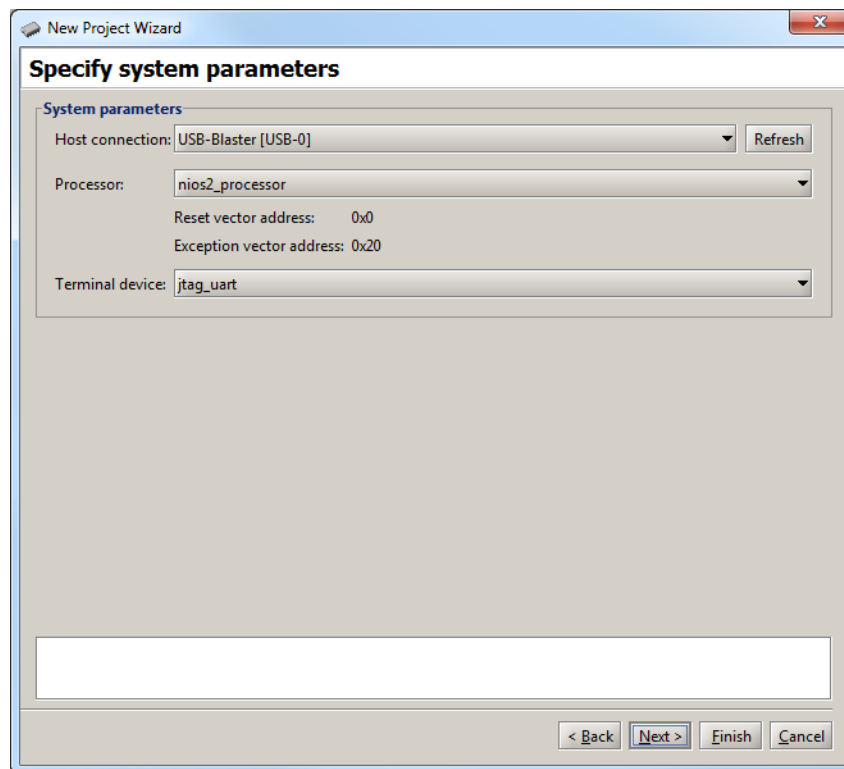 New Project Wizard
Specify system parameters
System parameters
Host connection: USB-Blaster [USB-0] Refresh
Processor: nios2_processor
Reset vector address: 0x0
Exception vector address: 0x20
Terminal device: jtag_uart
< Back Next > Finish Cancel